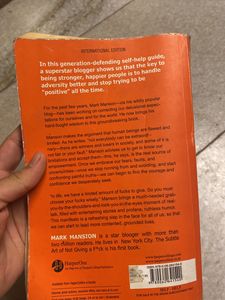 INTERNATIONAL EDITION
In this generation-defending self-help guide,
a superstar blogger shows us that the key to
being stronger, happier people is to handle
adversity better and stop trying to be
"positive" all the time.
For the past few years, Mark Manson—via his wildly popular
blog—has been working on correcting our delusional expec-
tations for ourselves and for the world. He now brings his
hard-fought wisdom to this groundbreaking book.
Manson makes the argument that human beings are flawed and
limited. As he writes, "not everybody can be extraordi-
nary—there are winners and losers in society, and some of it is
not fair or your fault." Manson advises us to get to know our
limitations and accept them—this, he says, is the real source of
empowerment. Once we embrace our fears, faults, and
uncertainties—once we stop running from and avoiding, and start
confronting painful truths—we can begin to find the courage and
confidence we desperately seek.
"In life, we have a limited amount of fucks to give. So you must
choose your fucks wisely." Manson brings a much-needed grab-
you-by-the-shoulders-and-look-you-in-the-eye moment of real-
talk, filled with entertaining stories and profane, ruthless humor.
This manifesto is a refreshing slap in the face for all of us, so that
we can start to lead more contented, grounded lives.
MARK MANSION is a star blogger with more than
two million readers. He lives in New York City. The Subtle
Art of Not Giving a F*ck is his first book.
HarperOne
An Imprint of HarperCollinsPublishers
www.harpercollins.com